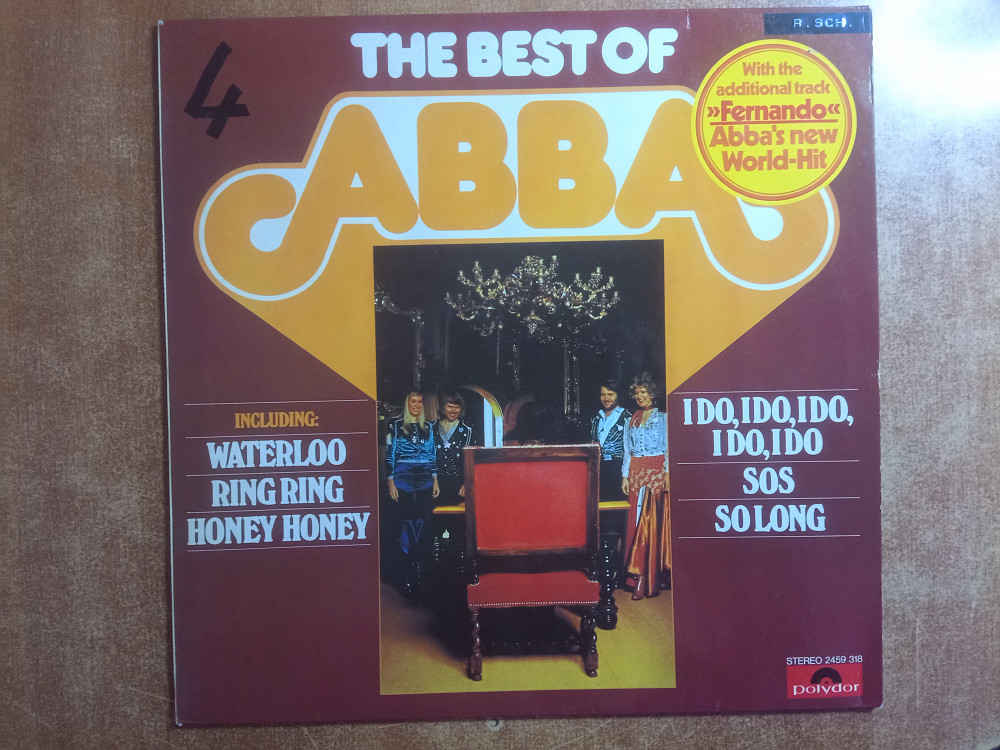 R. SCH.
4
THE BEST OF
ABBA
With the
additional track
»Fernando«
Abba's new
World-Hit
INCLUDING:
WATERLOO
RING RING
HONEY HONEY
I DO, I DO, I DO,
I DO, I DO
SOS
SO LONG
STEREO 2459 318
polydor